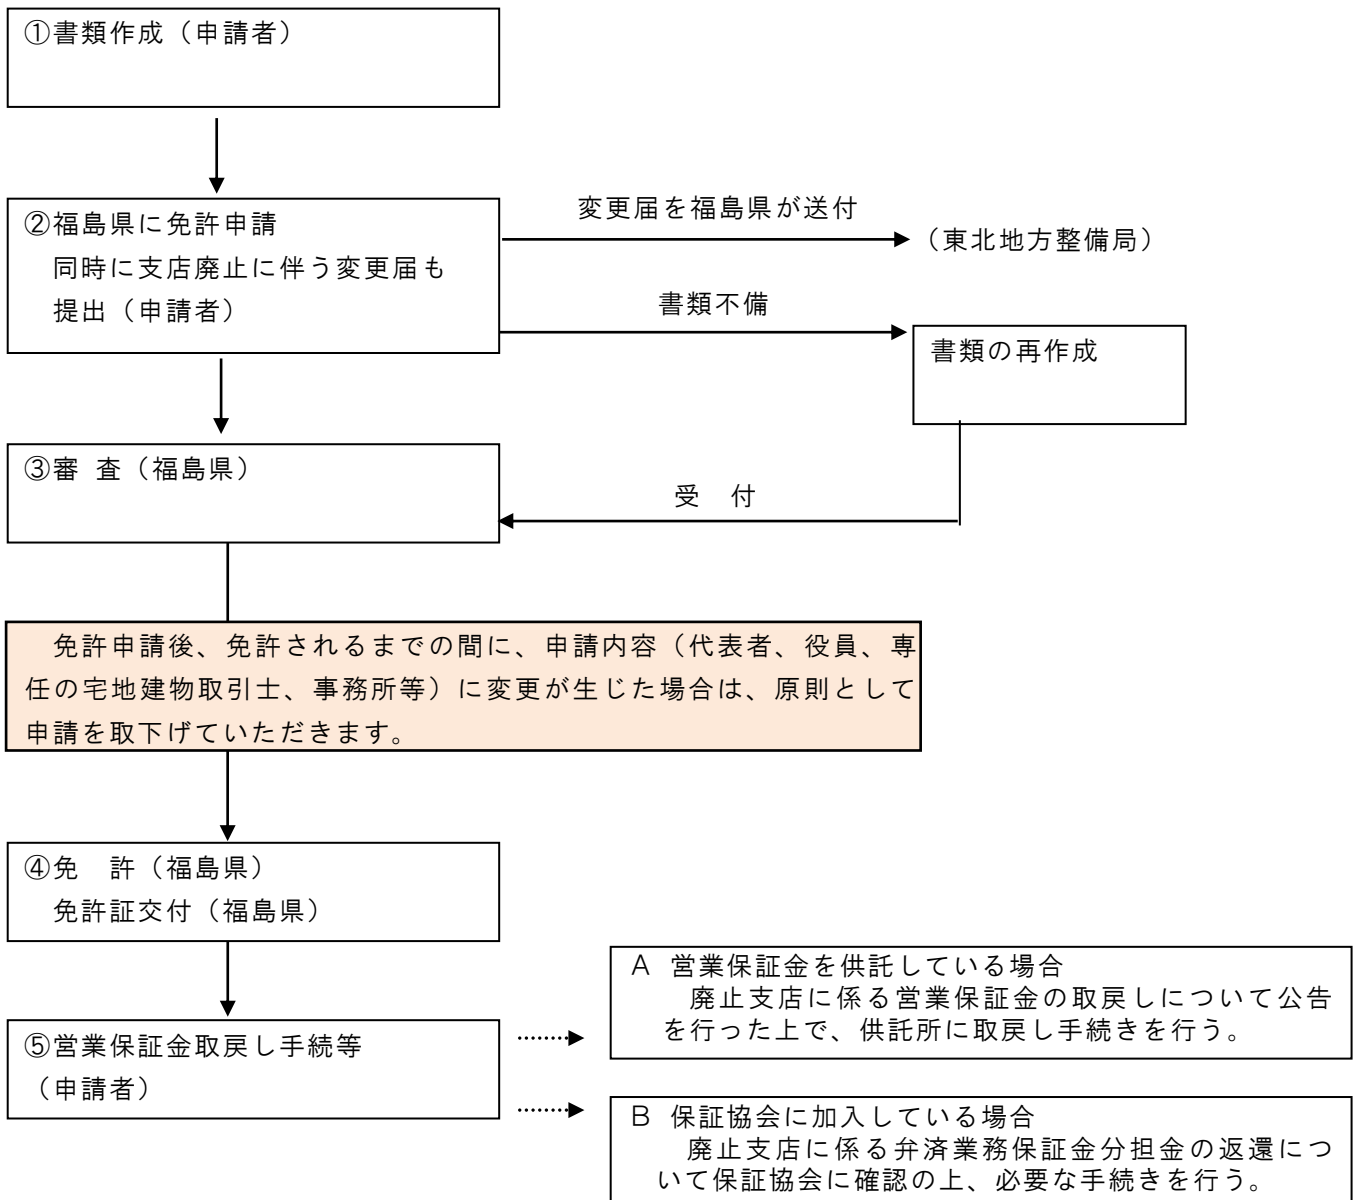 ①書類作成（申請者）
②福島県に免許申請
同時に支店廃止に伴う変更届も
提出（申請者）
変更届を福島県が送付
（東北地方整備局）
書類不備
書類の再作成
③審 査（福島県）
受　付
免許申請後、免許されるまでの間に、申請内容（代表者、役員、専
任の宅地建物取引士、事務所等）に変更が生じた場合は、原則として
申請を取下げていただきます。
④免　許（福島県）
免許証交付（福島県）
⑤営業保証金取戻し手続等
（申請者）
A 営業保証金を供託している場合
廃止支店に係る営業保証金の取戻しについて公告
を行った上で、供託所に取戻し手続きを行う。
B 保証協会に加入している場合
廃止支店に係る弁済業務保証金分担金の返還につ
いて保証協会に確認の上、必要な手続きを行う。